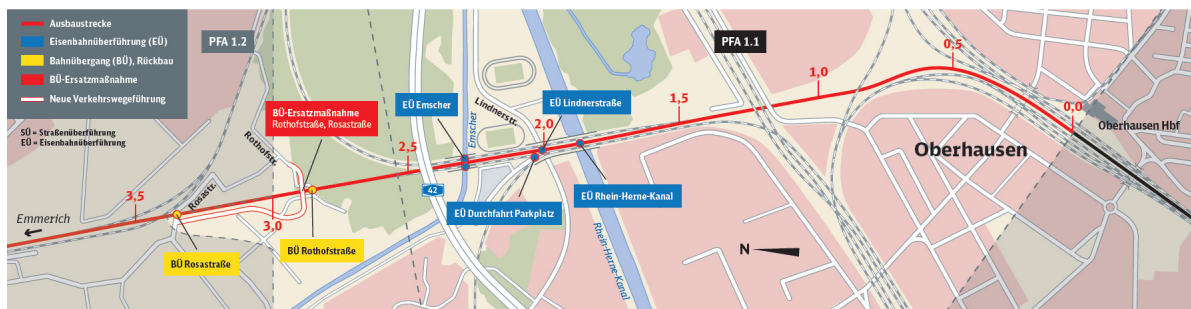 Ausbaustrecke
Eisenbahnüberführung (EÜ)
Bahnübergang (BÜ), Rückbau
BÜ-Ersatzmaßnahme
Neue Verkehrswegeführung
SÜ = Straßenüberführung
EÜ = Eisenbahnüberführung
PFA 1.2
PFA 1.1
BÜ-Ersatzmaßnahme
Rothofstraße, Rosastraße
Rothofstr.
Rosastr.
EÜ Emscher
Emscher
Lindnerstr.
EÜ Lindnerstraße
EÜ Rhein-Herne-Kanal
EÜ Durchfahrt Parkplatz
Rhein-Herne-Kanal
42
BÜ Rothofstraße
BÜ Rosastraße
Emmerich
3,5
3,0
2,5
2,0
1,5
1,0
0,5
0,0
Oberhausen Hbf
Oberhausen
N